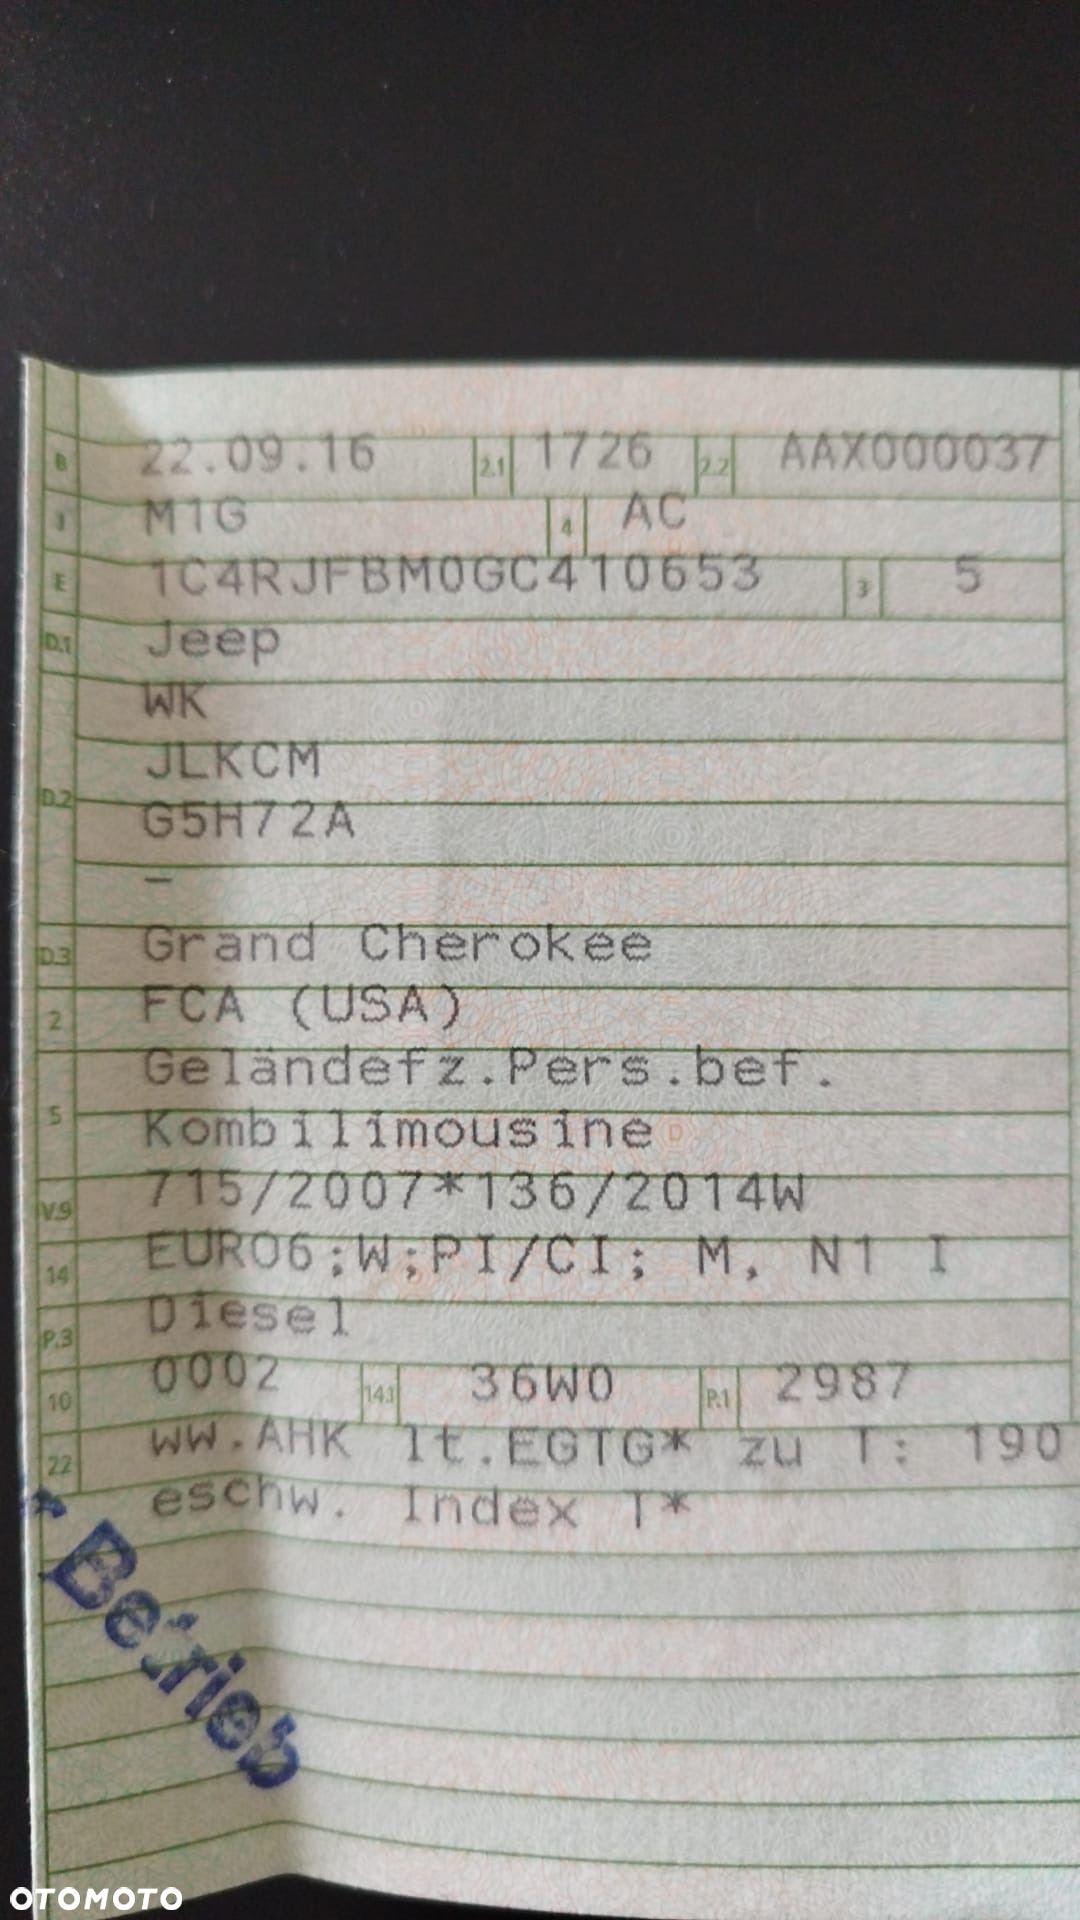 B 22.09.16 2.1 1726 2.2 AAX000037
J M1G 4 AC
E 1C4RJFBM0GC410653 3 5
D.1 Jeep
WK
JLKCM
D.2 G5H72A
–
D.3 Grand Cherokee
2 FCA (USA)
Geländefz.Pers.bef.
5 Kombilimousine
V.9 715/2007*136/2014W
14 EURO6;W;PI/CI; M, N1 I
P.3 Diesel
10 0002 14.1 36W0 P.1 2987
22 ww.AHK lt.EGTG* zu T: 190
eschw. Index T*
Betrieb
OTOMOTO